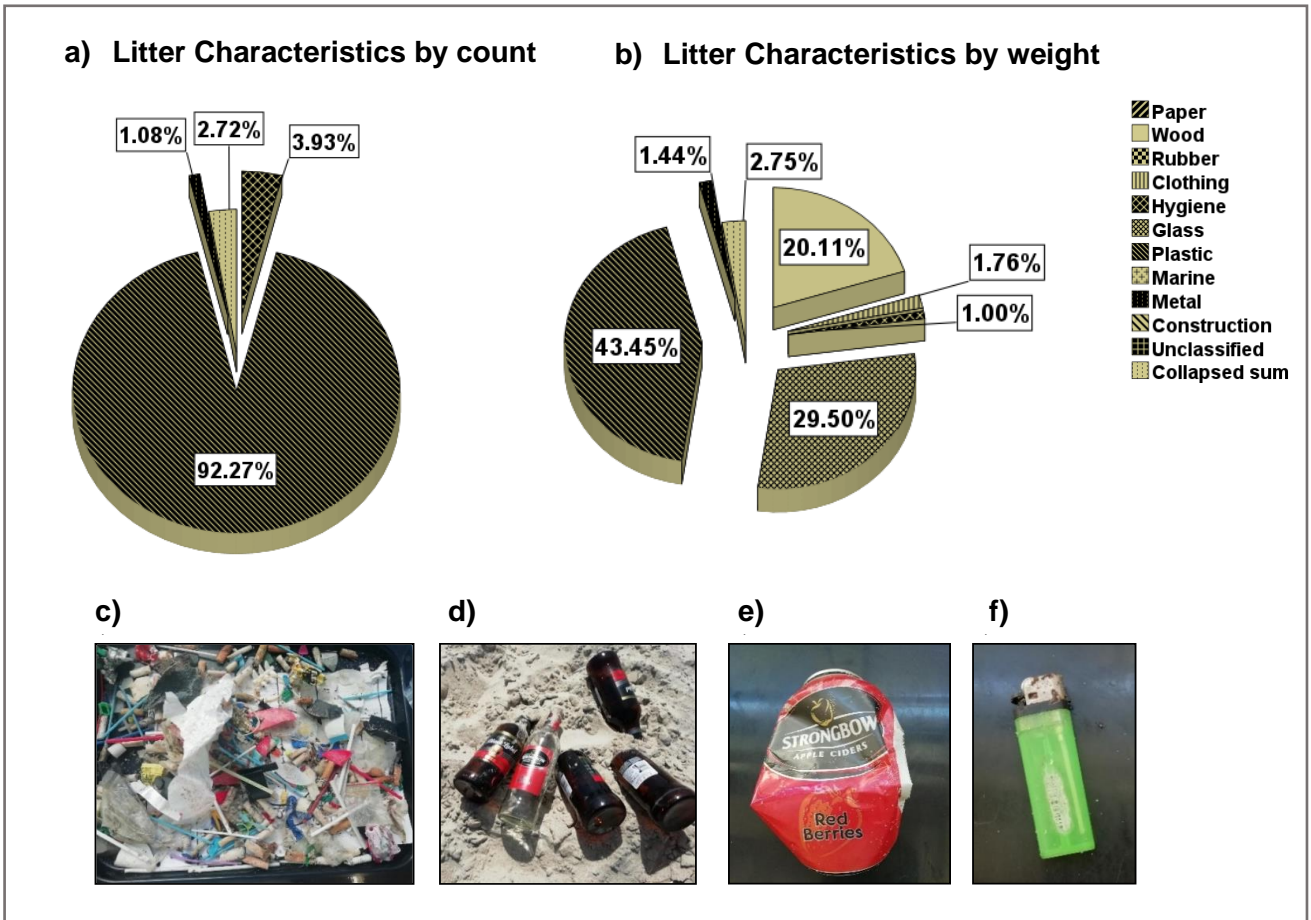 a) Litter Characteristics by count
b) Litter Characteristics by weight
1.08%
2.72%
3.93%
92.27%
1.44%
2.75%
20.11%
1.76%
1.00%
43.45%
29.50%
Paper
Wood
Rubber
Clothing
Hygiene
Glass
Plastic
Marine
Metal
Construction
Unclassified
Collapsed sum
c)
d)
e)
f)
STRONGBOW
APPLE CIDERS
Red
Berries